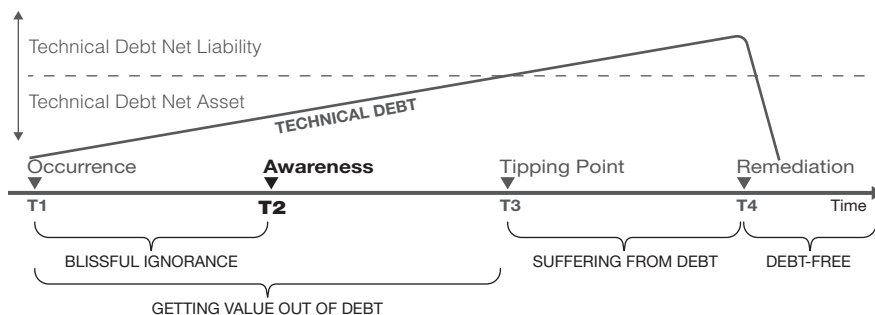 Technical Debt Net Liability
Technical Debt Net Asset
TECHNICAL DEBT
Occurrence
Awareness
Tipping Point
Remediation
T1
T2
T3
T4
Time
BLISSFUL IGNORANCE
SUFFERING FROM DEBT
DEBT-FREE
GETTING VALUE OUT OF DEBT